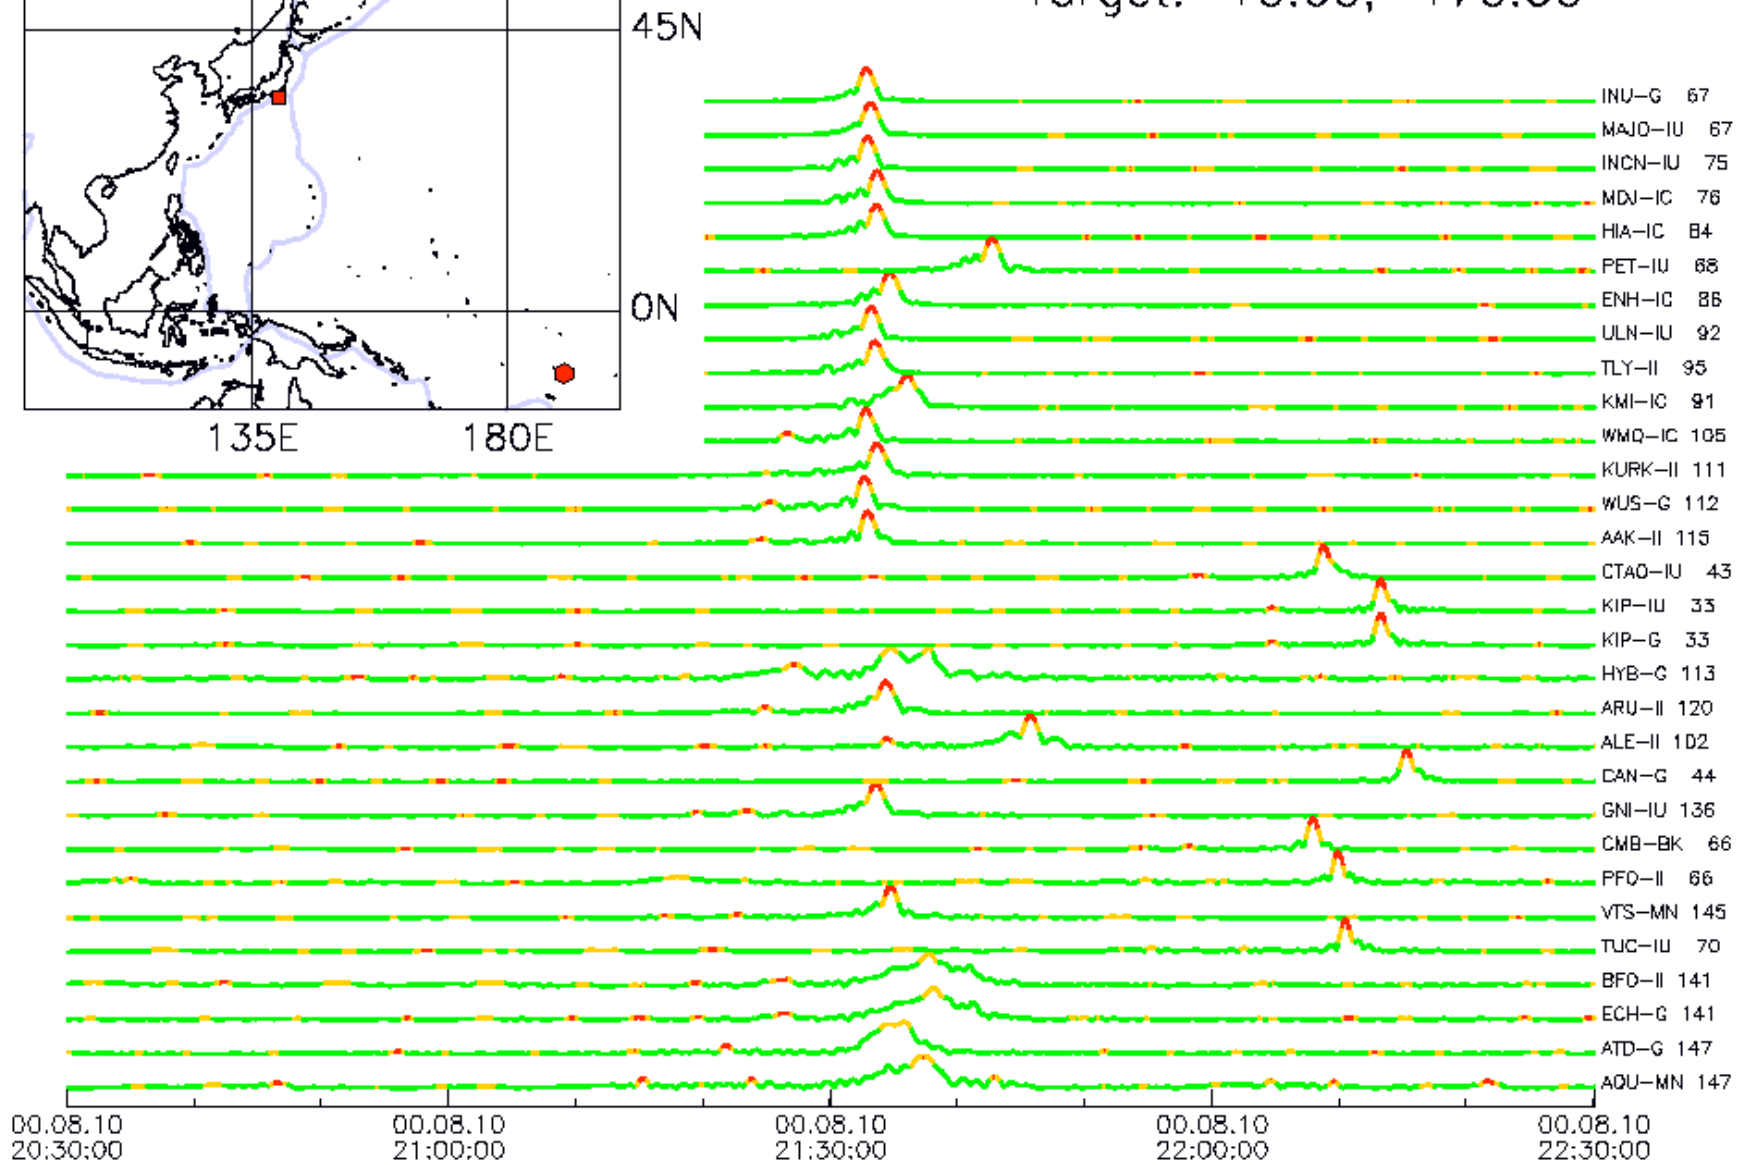 45N
0N
135E 180E
INU-G 67
MAJO-IU 67
INCN-IU 75
MDJ-IC 76
HIA-IC 84
PET-IU 68
ENH-IC 86
ULN-IU 92
TLY-II 95
KMI-IC 91
WMQ-IC 105
KURK-II 111
WUS-G 112
AAK-II 115
CTAO-IU 43
KIP-IU 33
KIP-G 33
HYB-G 113
ARU-II 120
ALE-II 102
CAN-G 44
GNI-IU 136
CMB-BK 66
PFO-II 66
VTS-MN 145
TUC-IU 70
BFO-II 141
ECH-G 141
ATD-G 147
AQU-MN 147
00.08.10 00.08.10 00.08.10 00.08.10 00.08.10
20:30:00 21:00:00 21:30:00 22:00:00 22:30:00